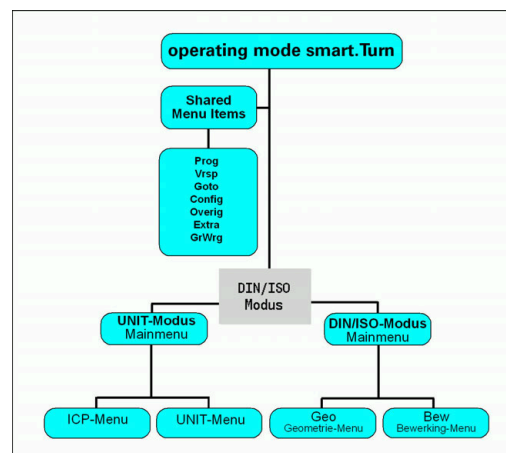 operating mode smart.Turn
Shared
Menu Items
Prog
Vrsp
Goto
Config
Overig
Extra
GrWrg
DIN/ISO
Modus
UNIT-Modus
Mainmenu
DIN/ISO-Modus
Mainmenu
ICP-Menu
UNIT-Menu
Geo
Geometrie-Menu
Bew
Bewerking-Menu